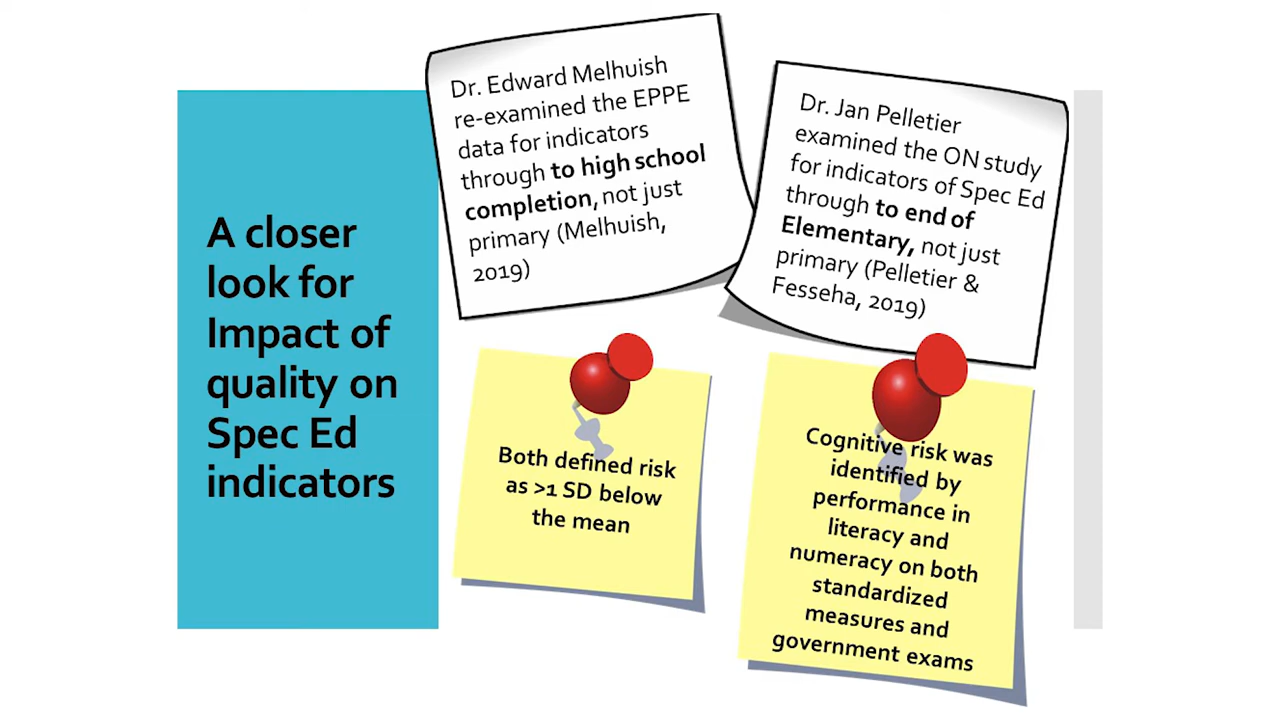 A closer
look for
Impact of
quality on
Spec Ed
indicators
Dr. Edward Melhuish
re-examined the EPPE
data for indicators
through to high school
completion, not just
primary (Melhuish,
2019)
Dr. Jan Pelletier
examined the ON study
for indicators of Spec Ed
through to end of
Elementary, not just
primary (Pelletier &
Fesseha, 2019)
Both defined risk
as >1 SD below
the mean
Cognitive risk was
identified by
performance in
literacy and
numeracy on both
standardized
measures and
government exams